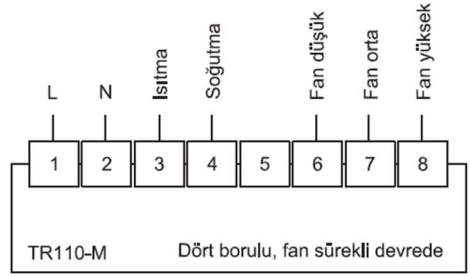 L N Isıtma Soğutma Fan düşük Fan orta Fan yüksek
1 2 3 4 5 6 7 8
TR110-M Dört borulu, fan sürekli devrede